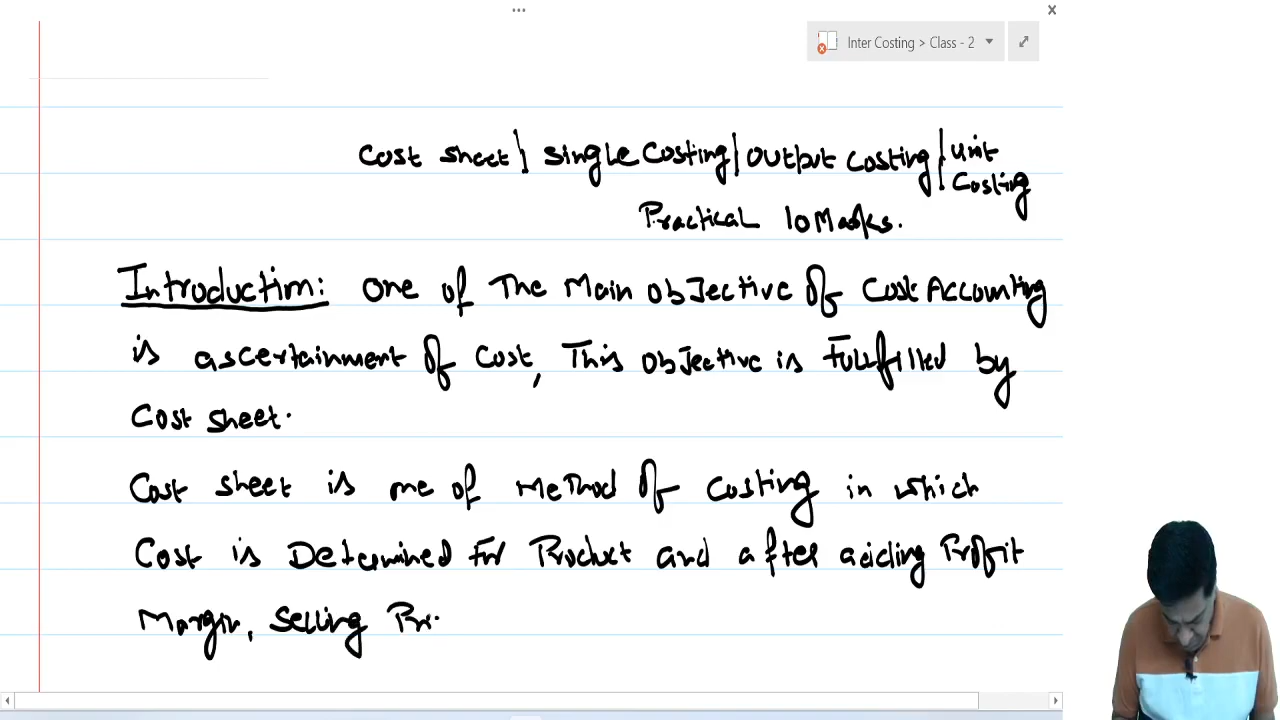 Inter Costing > Class - 2
Cost sheet | Single Costing | Output Costing | Unit Costing
Practical 10 Marks.
Introduction: One of The Main Objective of Cost Accounting
is ascertainment of Cost, This objective is Fullfilled by
Cost sheet.
Cost sheet is one of Method of Costing in which
Cost is Determined For Product and after adding Profit
Margin, Selling Pri